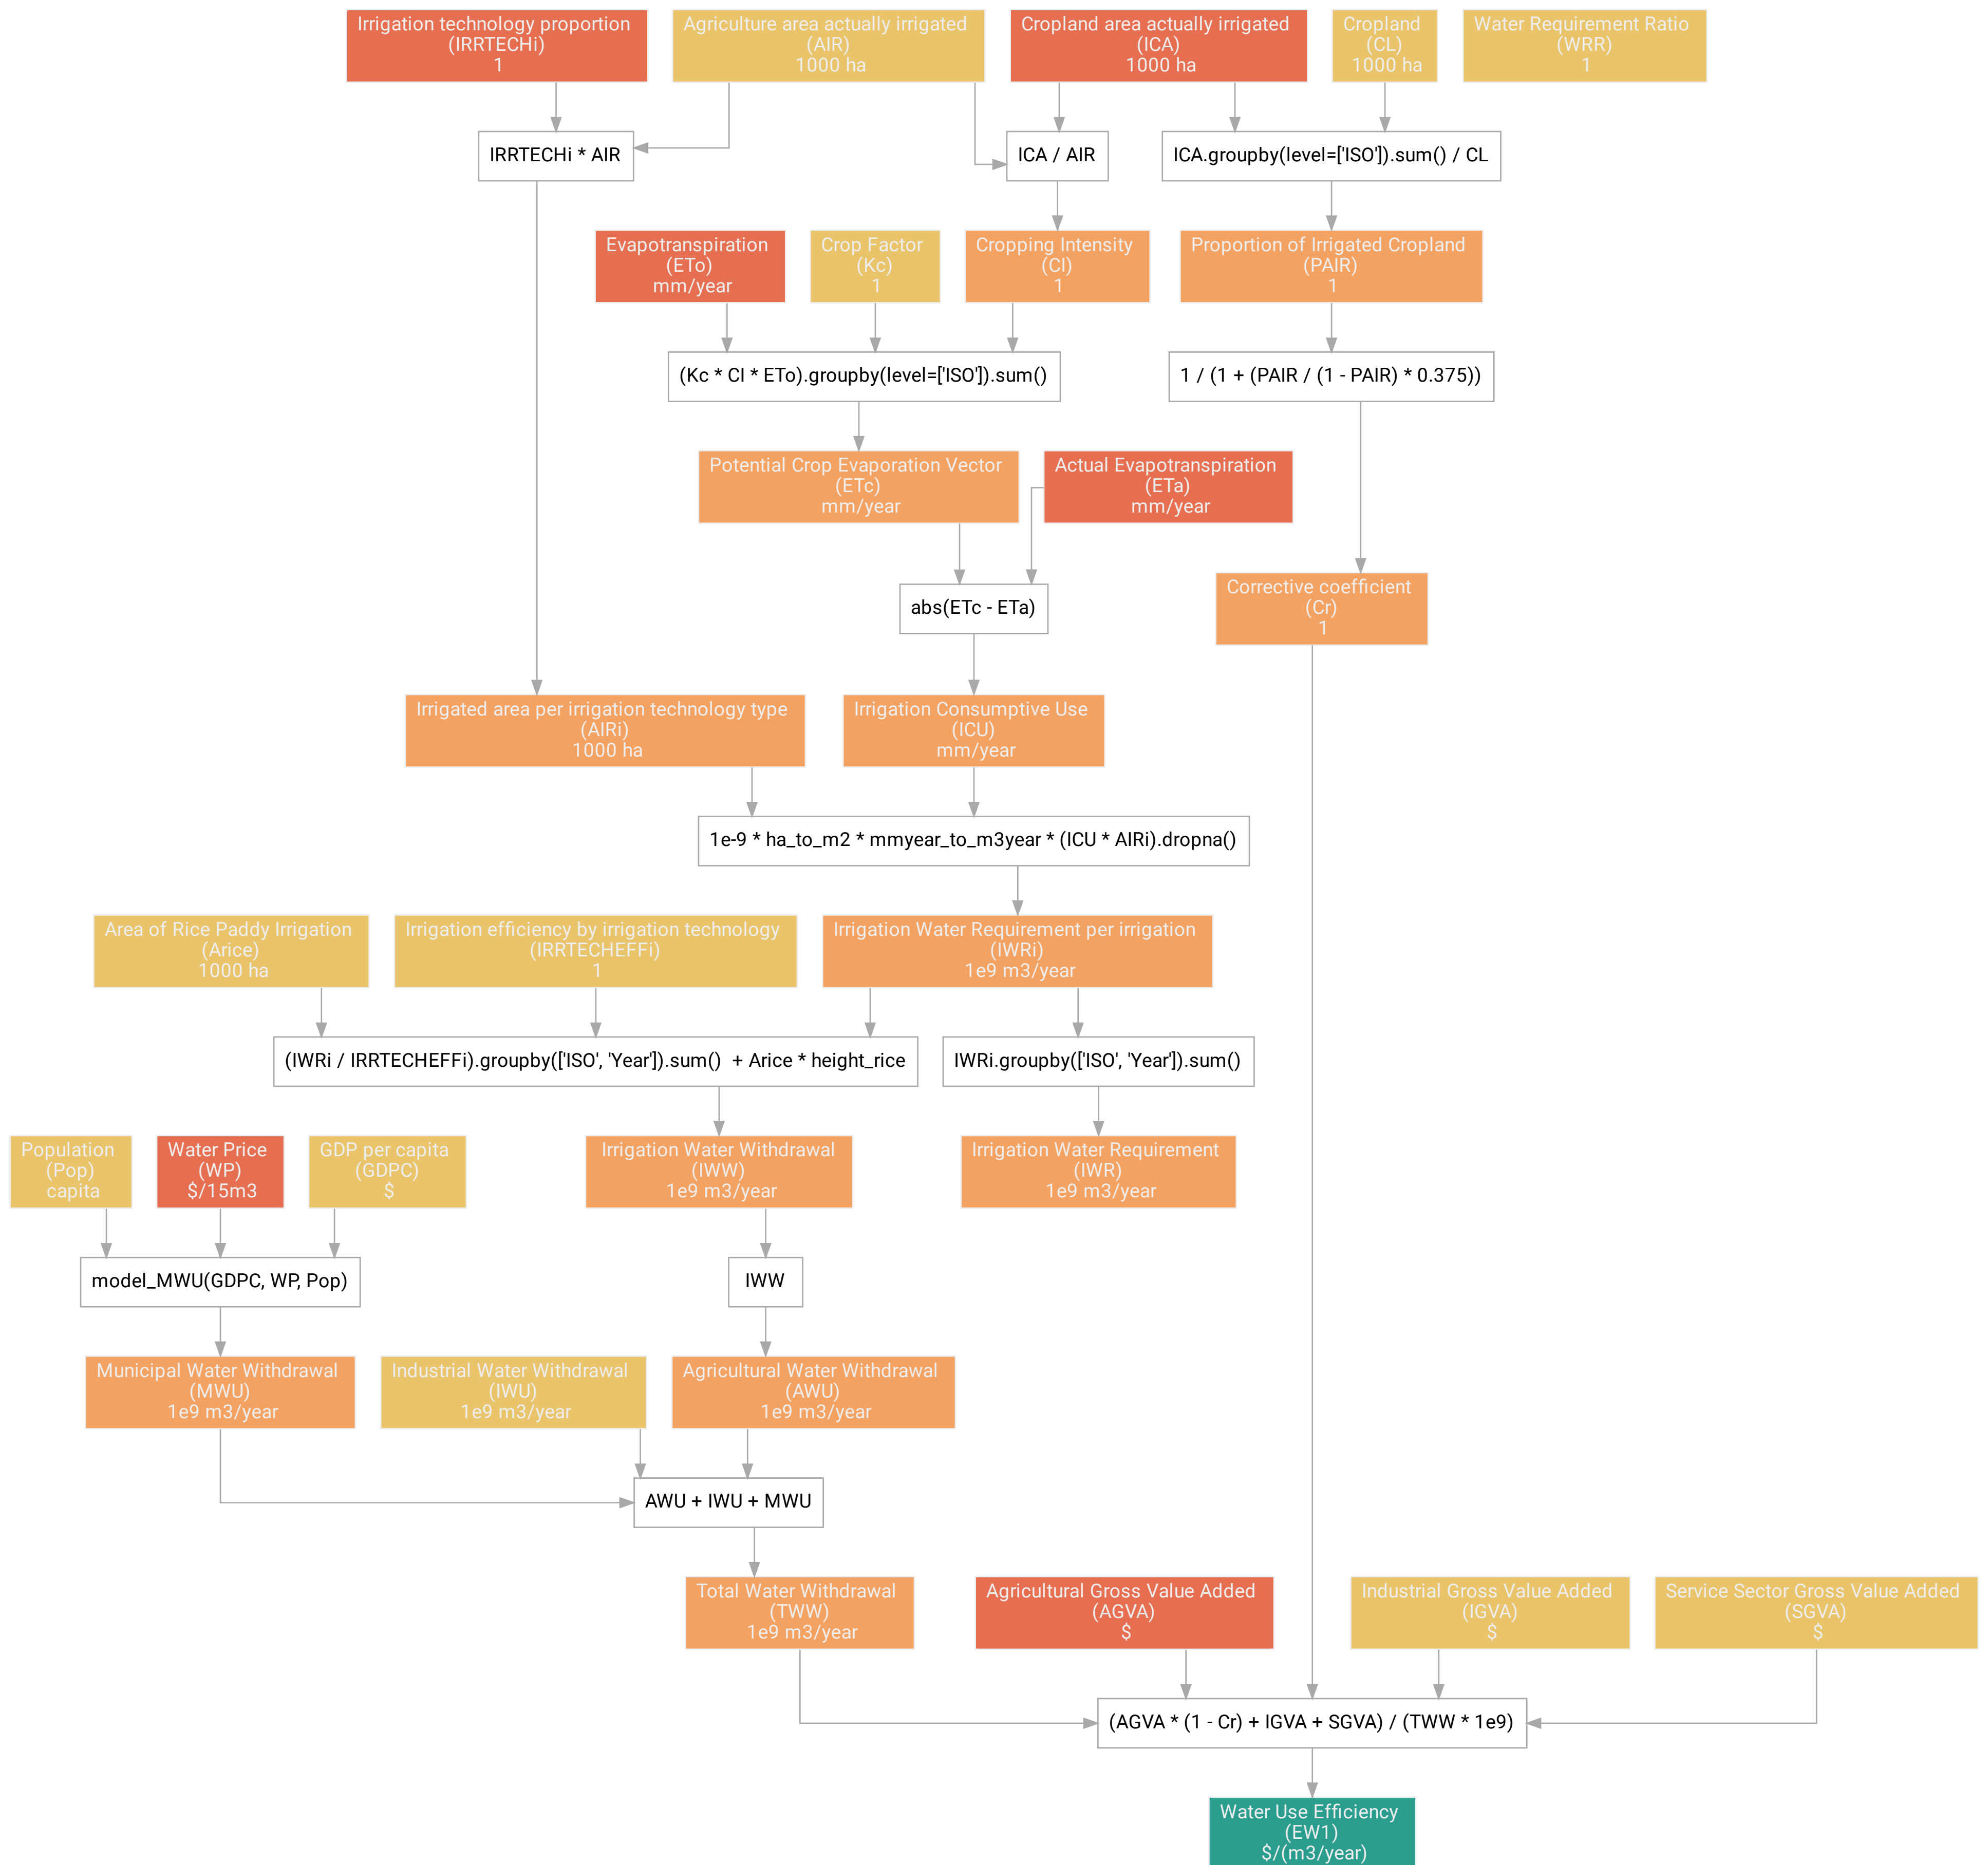 Irrigation technology proportion
(IRRTECHi)
1
Agriculture area actually irrigated
(AIR)
1000 ha
Cropland area actually irrigated
(ICA)
1000 ha
Cropland
(CL)
1000 ha
Water Requirement Ratio
(WRR)
1
IRRTECHi * AIR
ICA / AIR
ICA.groupby(level=['ISO']).sum() / CL
Evapotranspiration
(ETo)
mm/year
Crop Factor
(Kc)
1
Cropping Intensity
(CI)
1
Proportion of Irrigated Cropland
(PAIR)
1
(Kc * CI * ETo).groupby(level=['ISO']).sum()
1 / (1 + (PAIR / (1 - PAIR) * 0.375))
Potential Crop Evaporation Vector
(ETc)
mm/year
Actual Evapotranspiration
(ETa)
mm/year
abs(ETc - ETa)
Corrective coefficient
(Cr)
1
Irrigated area per irrigation technology type
(AIRi)
1000 ha
Irrigation Consumptive Use
(ICU)
mm/year
1e-9 * ha_to_m2 * mmyear_to_m3year * (ICU * AIRi).dropna()
Area of Rice Paddy Irrigation
(Arice)
1000 ha
Irrigation efficiency by irrigation technology
(IRRTECHEFFi)
1
Irrigation Water Requirement per irrigation
(IWRi)
1e9 m3/year
(IWRi / IRRTECHEFFi).groupby(['ISO', 'Year']).sum()  + Arice * height_rice
IWRi.groupby(['ISO', 'Year']).sum()
Population
(Pop)
capita
Water Price
(WP)
$/15m3
GDP per capita
(GDPC)
$
Irrigation Water Withdrawal
(IWW)
1e9 m3/year
Irrigation Water Requirement
(IWR)
1e9 m3/year
model_MWU(GDPC, WP, Pop)
IWW
Municipal Water Withdrawal
(MWU)
1e9 m3/year
Industrial Water Withdrawal
(IWU)
1e9 m3/year
Agricultural Water Withdrawal
(AWU)
1e9 m3/year
AWU + IWU + MWU
Total Water Withdrawal
(TWW)
1e9 m3/year
Agricultural Gross Value Added
(AGVA)
$
Industrial Gross Value Added
(IGVA)
$
Service Sector Gross Value Added
(SGVA)
$
(AGVA * (1 - Cr) + IGVA + SGVA) / (TWW * 1e9)
Water Use Efficiency
(EW1)
$/(m3/year)